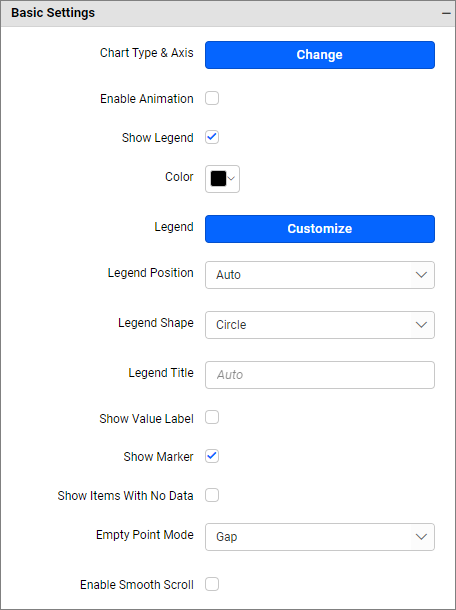 Basic Settings
Chart Type & Axis Change
Enable Animation
Show Legend
Color
Legend Customize
Legend Position Auto
Legend Shape Circle
Legend Title Auto
Show Value Label
Show Marker
Show Items With No Data
Empty Point Mode Gap
Enable Smooth Scroll